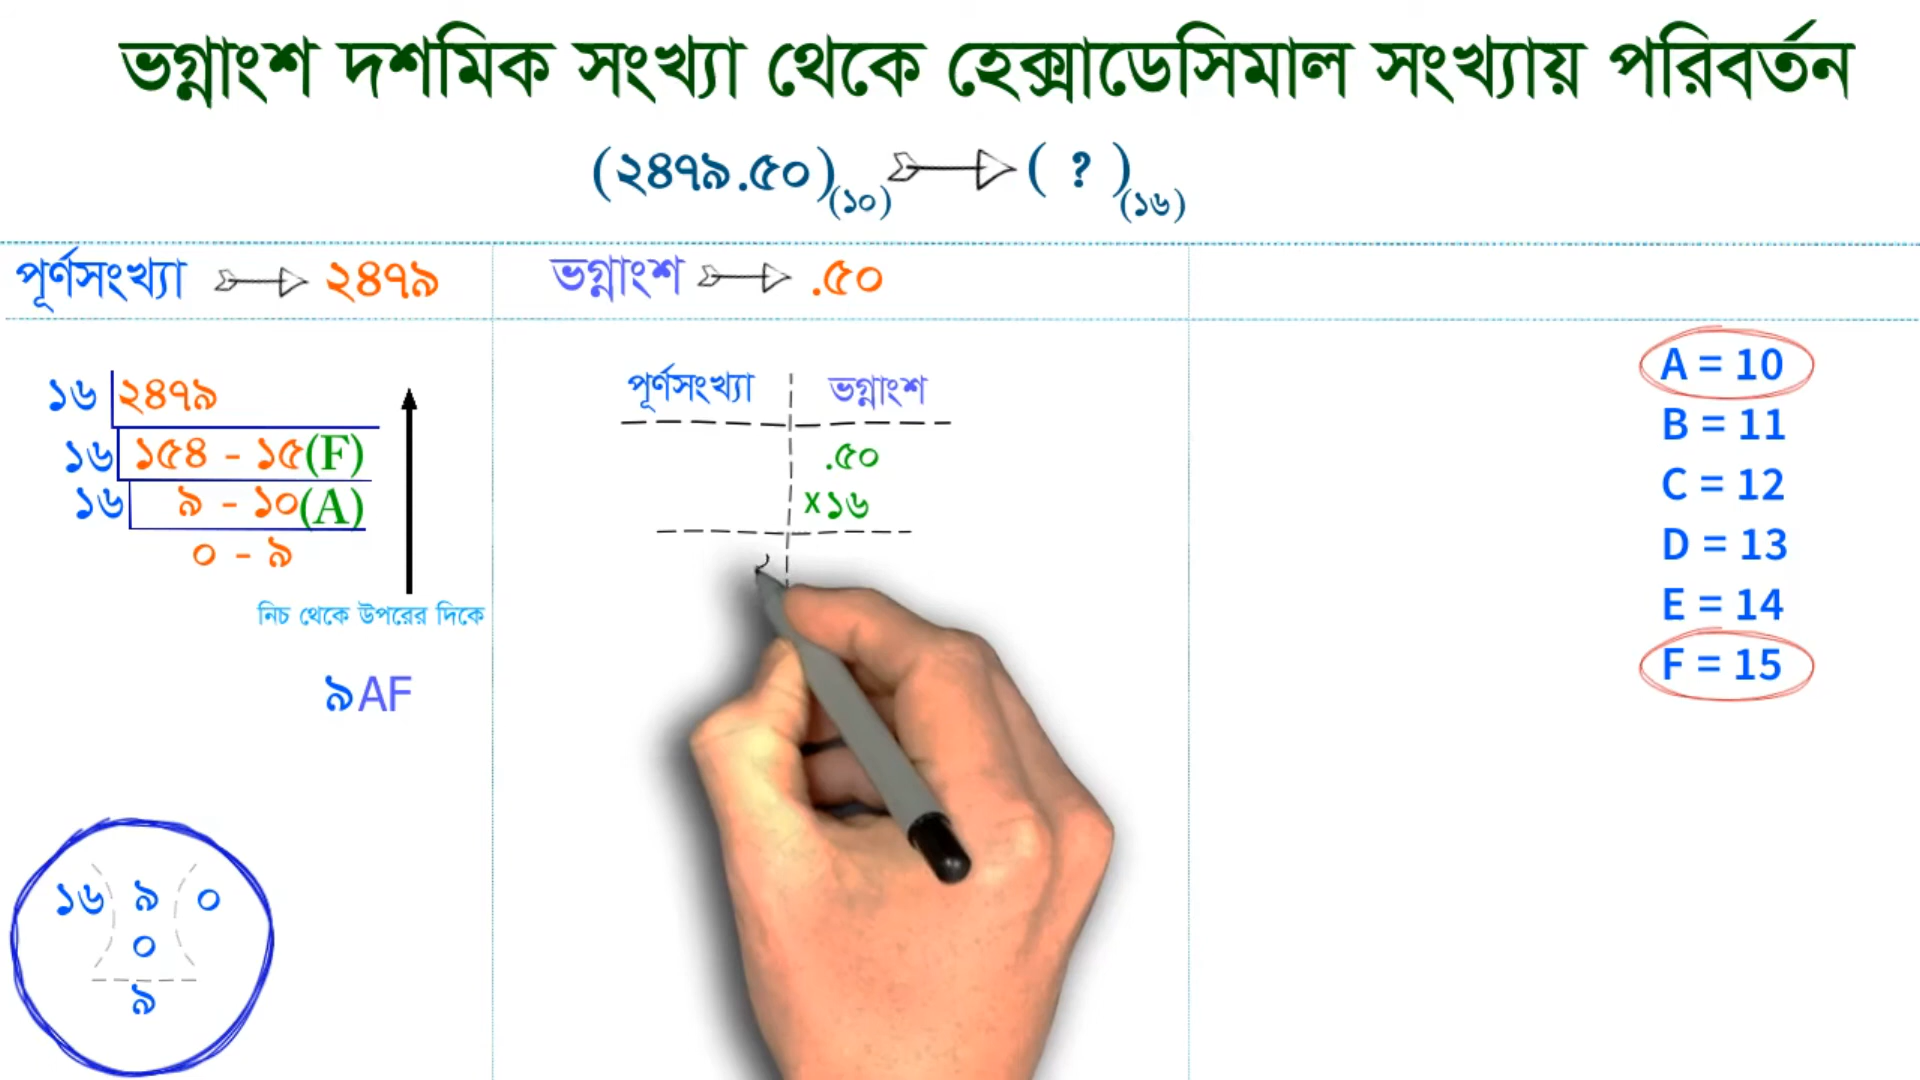 ভগ্নাংশ দশমিক সংখ্যা থেকে হেক্সাডেসিমাল সংখ্যায় পরিবর্তন
(২৪৭৯.৫০)(১০) ( ? )(১৬)
পূর্ণসংখ্যা ২৪৭৯
ভগ্নাংশ .৫০
১৬ ২৪৭৯
১৬ ১৫৪ - ১৫(F)
১৬ ৯ - ১০(A)
০ - ৯
নিচ থেকে উপরের দিকে
৯AF
১৬ ৯ ০
০
৯
পূর্ণসংখ্যা ভগ্নাংশ
.৫০
x১৬
A = 10
B = 11
C = 12
D = 13
E = 14
F = 15